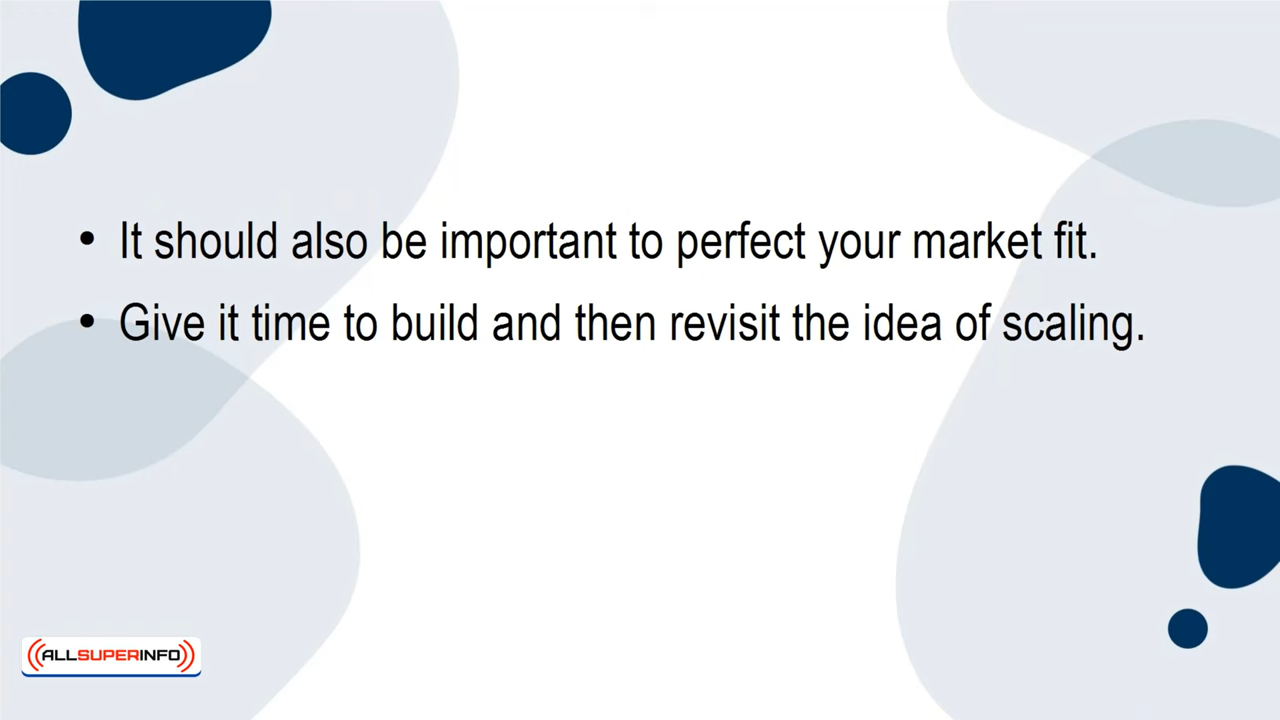 • It should also be important to perfect your market fit.
• Give it time to build and then revisit the idea of scaling.
((ALLSUPERINFO))